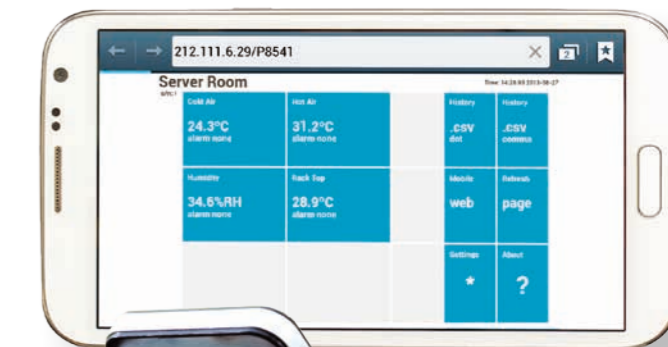 212.111.6.29/P8541
2
Server Room
Cold Air
24.3°C
alarm none
Hot Air
31.2°C
alarm none
History
.csv
dot
History
.csv
comma
Humidity
34.6%RH
alarm none
Rack Top
28.9°C
alarm none
Mobile
web
Refresh
page
Settings
*
About
?